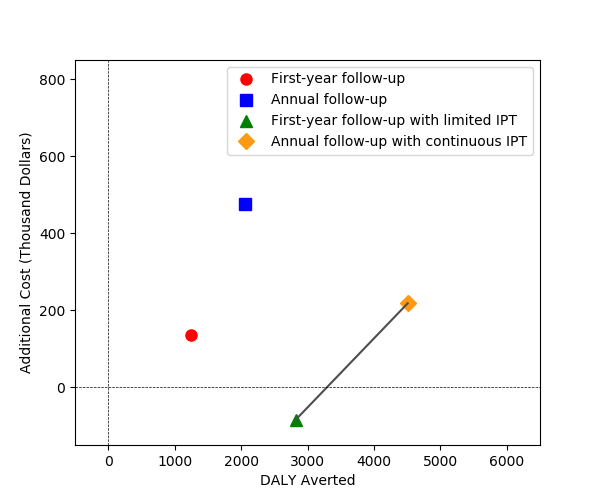 First-year follow-up
Annual follow-up
First-year follow-up with limited IPT
Annual follow-up with continuous IPT
800
600
400
200
0
Additional Cost (Thousand Dollars)
0 1000 2000 3000 4000 5000 6000
DALY Averted